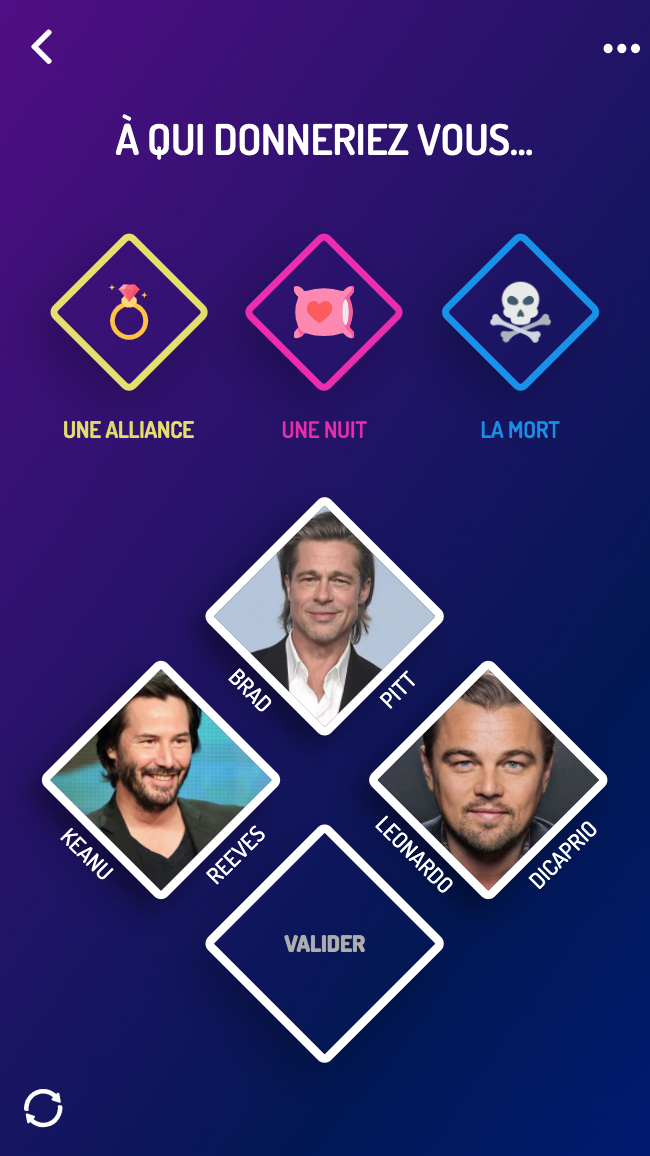 À QUI DONNERIEZ VOUS...
UNE ALLIANCE
UNE NUIT
LA MORT
BRAD
PITT
KEANU
REEVES
LEONARDO
DICAPRIO
VALIDER